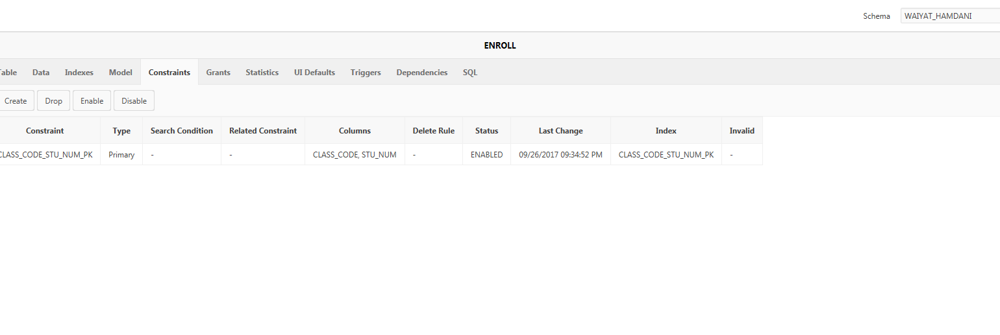 Schema WAIYAT_HAMDANI
ENROLL
Table Data Indexes Model Constraints Grants Statistics UI Defaults Triggers Dependencies SQL
Create Drop Enable Disable
Constraint Type Search Condition Related Constraint Columns Delete Rule Status Last Change Index Invalid
CLASS_CODE_STU_NUM_PK Primary - - CLASS_CODE, STU_NUM - ENABLED 09/26/2017 09:34:52 PM CLASS_CODE_STU_NUM_PK -